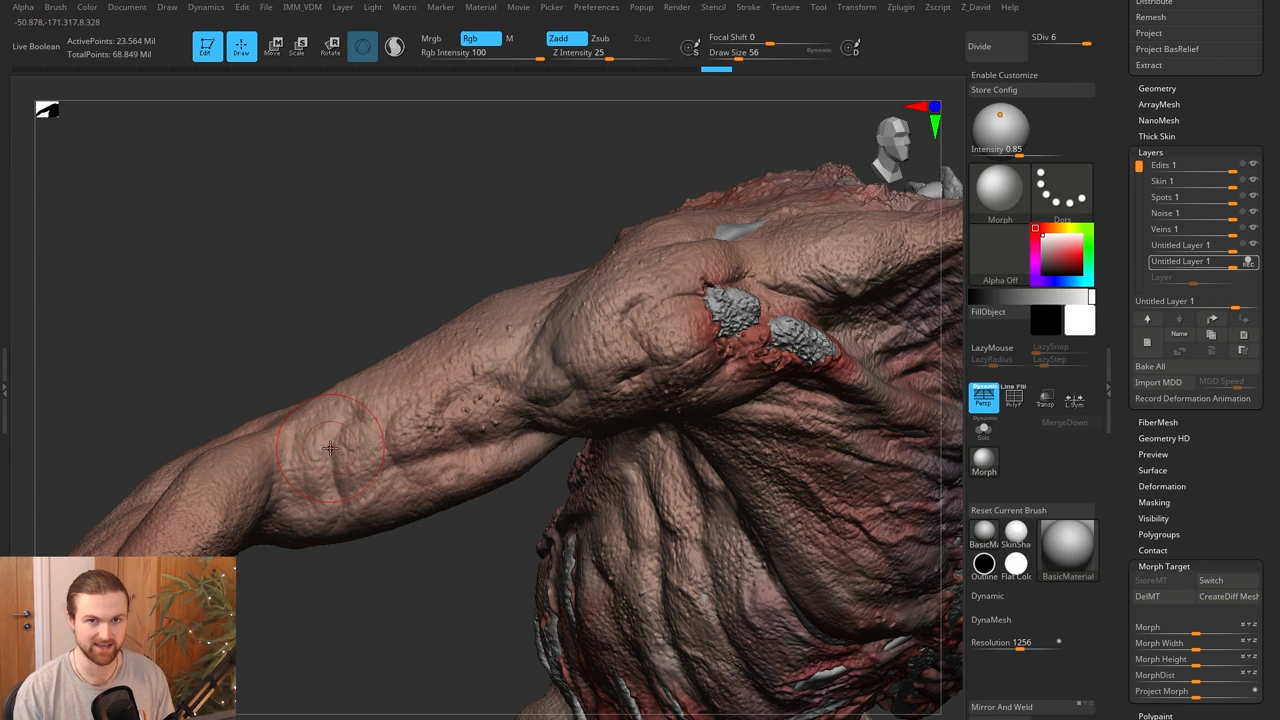 Alpha Brush Color Document Draw Dynamics Edit File IMM_VDM Layer Light Macro Marker Material Movie Picker Preferences Popup Render Stencil Stroke Texture Tool Transform Zplugin Zscript Z_David Help
-50.878,-171.317,8.328
Live Boolean
ActivePoints: 23.564 Mil
TotalPoints: 68.849 Mil
Edit
Draw
Move
Scale
Rotate
Mrgb Rgb M
Rgb Intensity 100
Zadd Zsub Zcut
Z Intensity 25
S
Focal Shift 0
Draw Size 56
Dynamic
D
Divide
SDiv 6
Enable Customize
Store Config
Intensity 0.85
Morph
Dots
Alpha Off
FillObject
LazyMouse
LazySnap
LazyRadius
LazyStep
Dynamic
Persp
Line Fill
PolyF
Transp
L.Sym
Dynamic
Solo
MergeDown
Morph
Reset Current Brush
BasicMa
SkinSha
Outline
Flat Colo
BasicMaterial
Dynamic
DynaMesh
Resolution 1256
Mirror And Weld
Distribute
Remesh
Project
Project BasRelief
Extract
Geometry
ArrayMesh
NanoMesh
Thick Skin
Layers
Edits 1
Skin 1
Spots 1
Noise 1
Veins 1
Untitled Layer 1
Untitled Layer 1
REC
Layer
Untitled Layer 1
Name
Bake All
Import MDD
MDD Speed
Record Deformation Animation
FiberMesh
Geometry HD
Preview
Surface
Deformation
Masking
Visibility
Polygroups
Contact
Morph Target
StoreMT
Switch
DelMT
CreateDiff Mesh
Morph
Morph Width
Morph Height
MorphDist
Project Morph
Polypaint